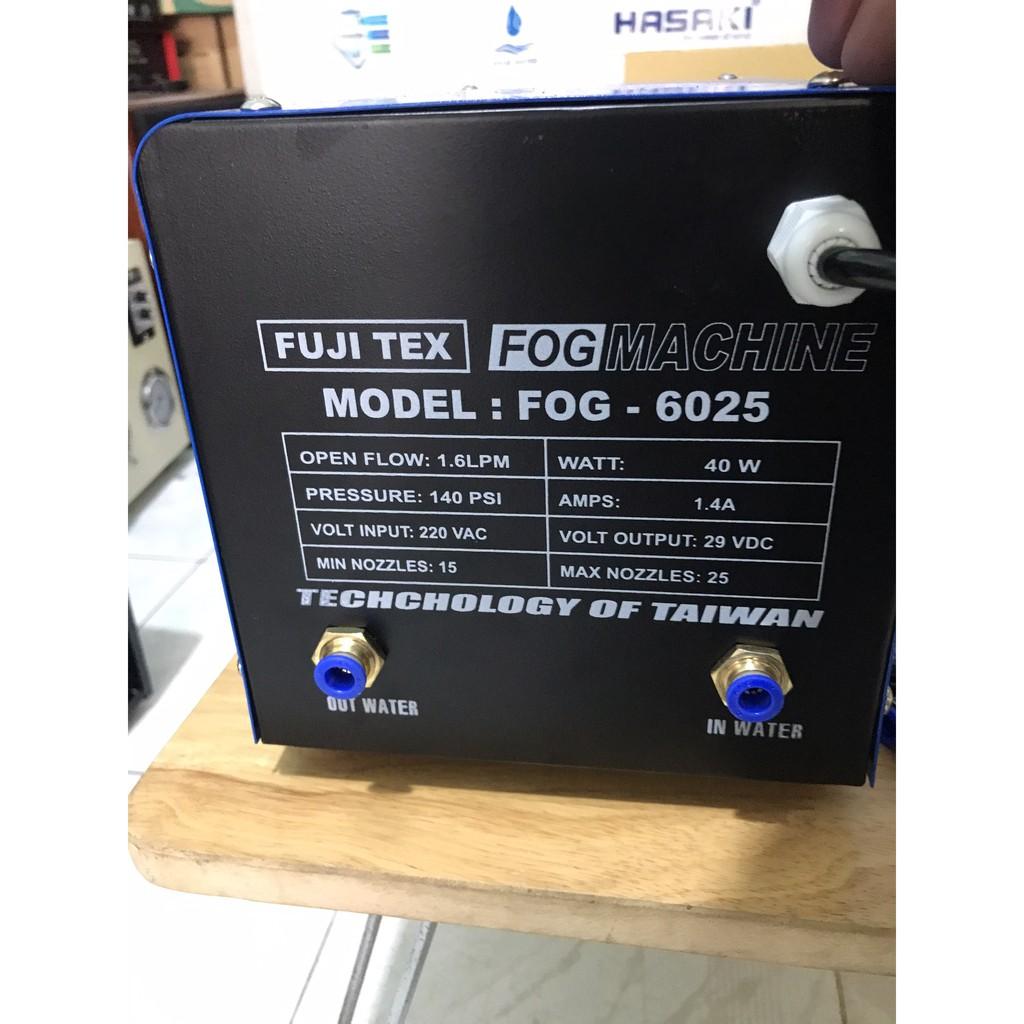 HASAKI
FUJI TEX FOG MACHINE
MODEL : FOG - 6025
OPEN FLOW: 1.6LPM WATT: 40 W
PRESSURE: 140 PSI AMPS: 1.4A
VOLT INPUT: 220 VAC VOLT OUTPUT: 29 VDC
MIN NOZZLES: 15 MAX NOZZLES: 25
TECHCHOLOGY OF TAIWAN
OUT WATER
IN WATER